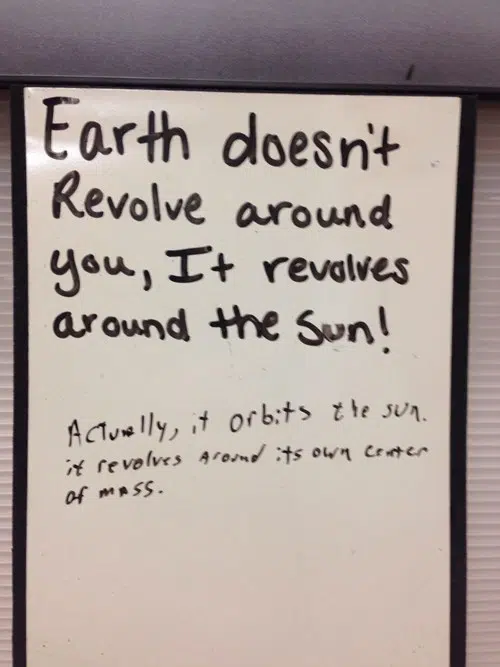 Earth doesn't
Revolve around
you, It revolves
around the Sun!
Actually, it orbits the sun.
it revolves around its own center
of mass.